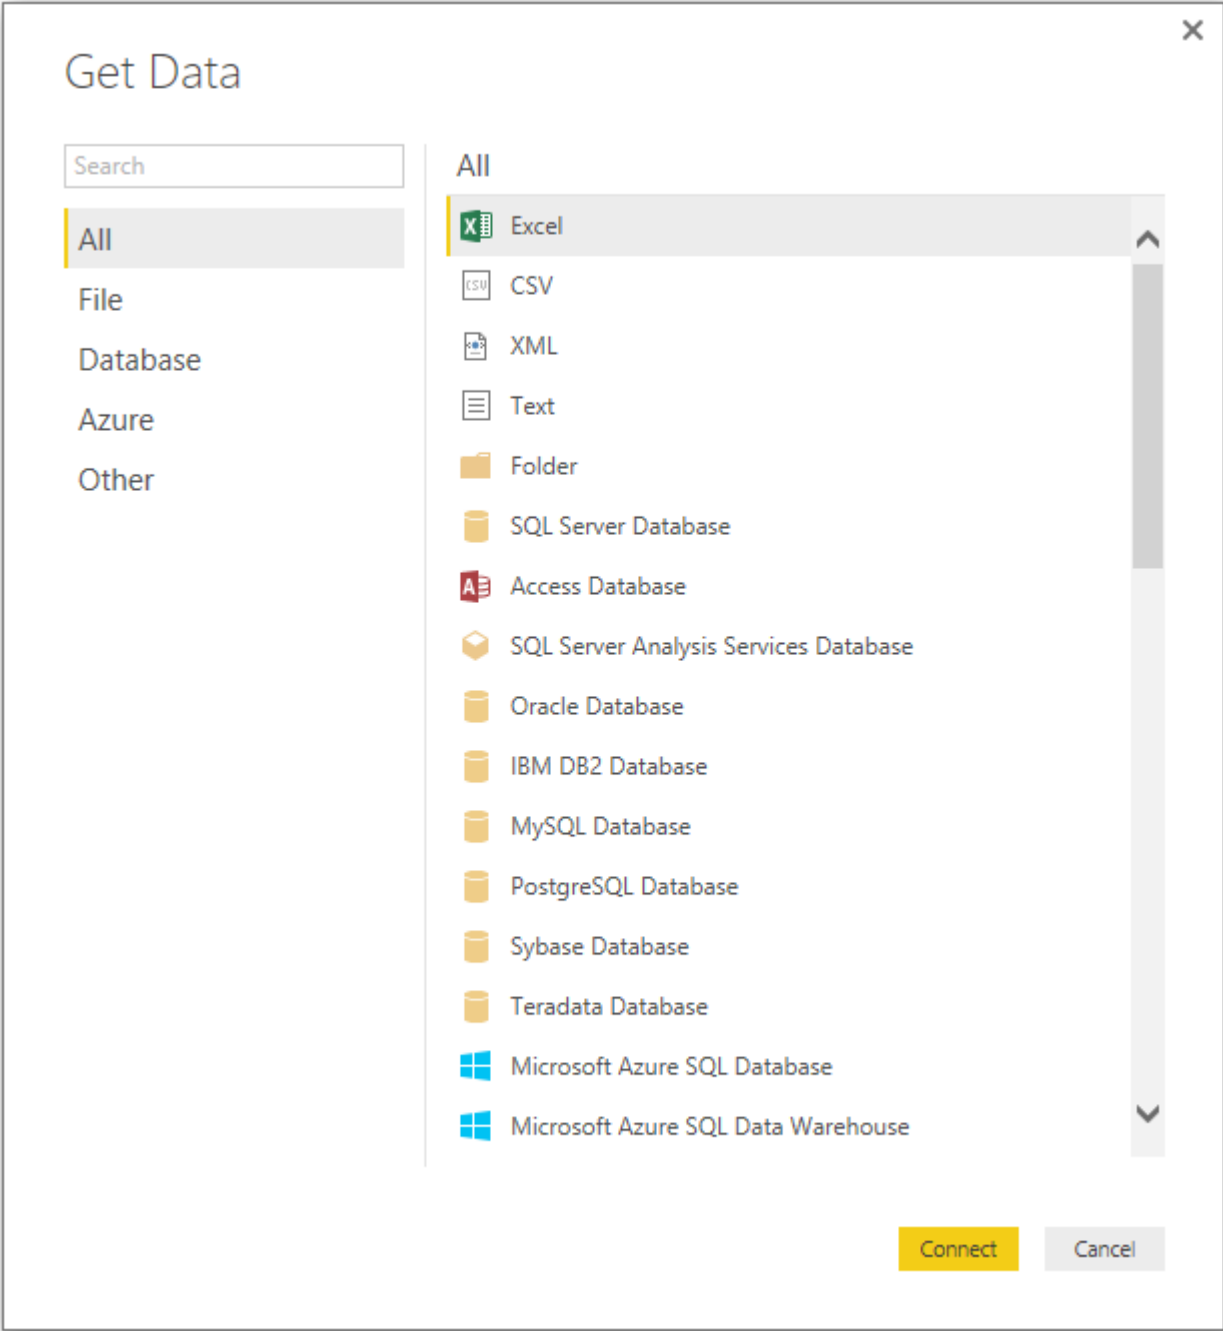 Get Data
Search
All
File
Database
Azure
Other
All
Excel
CSV
XML
Text
Folder
SQL Server Database
Access Database
SQL Server Analysis Services Database
Oracle Database
IBM DB2 Database
MySQL Database
PostgreSQL Database
Sybase Database
Teradata Database
Microsoft Azure SQL Database
Microsoft Azure SQL Data Warehouse
Connect
Cancel